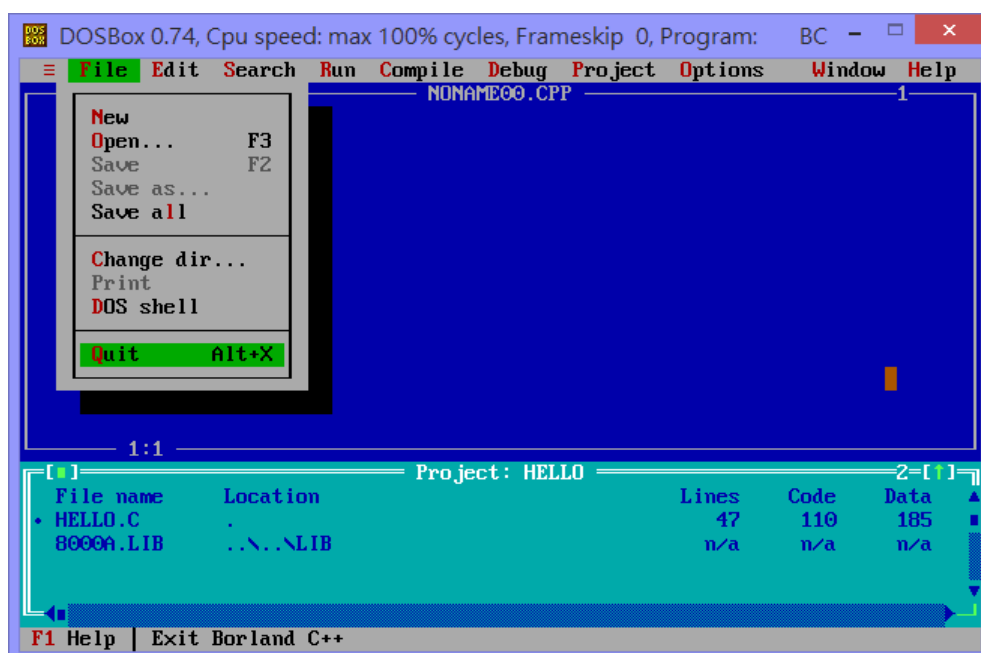 DOSBox 0.74, Cpu speed: max 100% cycles, Frameskip 0, Program: BC
≡ File Edit Search Run Compile Debug Project Options Window Help
NONAME00.CPP 1
New
Open... F3
Save F2
Save as...
Save all
Change dir...
Print
DOS shell
Quit Alt+X
1:1
[■] Project: HELLO 2=[↑]
File name Location Lines Code Data
• HELLO.C . 47 110 185
8000A.LIB ..\..\LIB n/a n/a n/a
F1 Help | Exit Borland C++